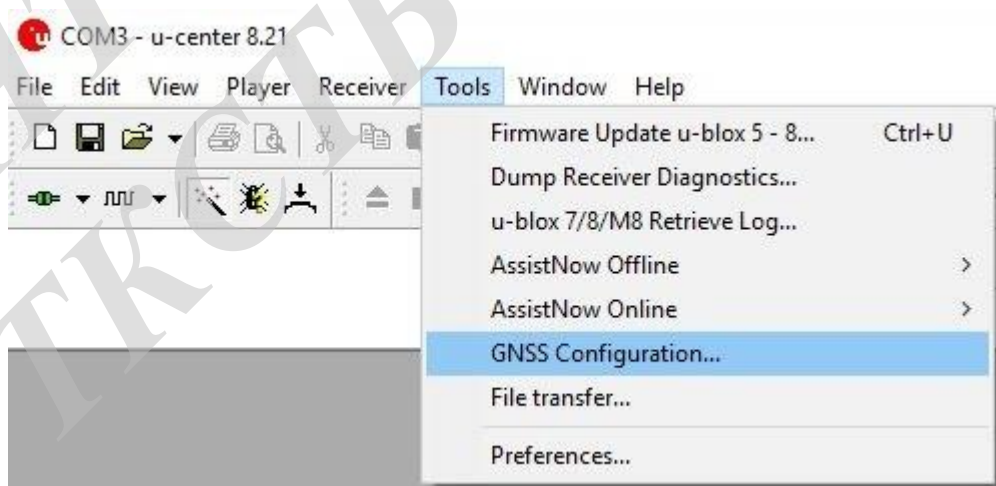 COM3 - u-center 8.21
File Edit View Player Receiver Tools Window Help
Firmware Update u-blox 5 - 8... Ctrl+U
Dump Receiver Diagnostics...
u-blox 7/8/M8 Retrieve Log...
AssistNow Offline
AssistNow Online
GNSS Configuration...
File transfer...
Preferences...
ТКСТЬ